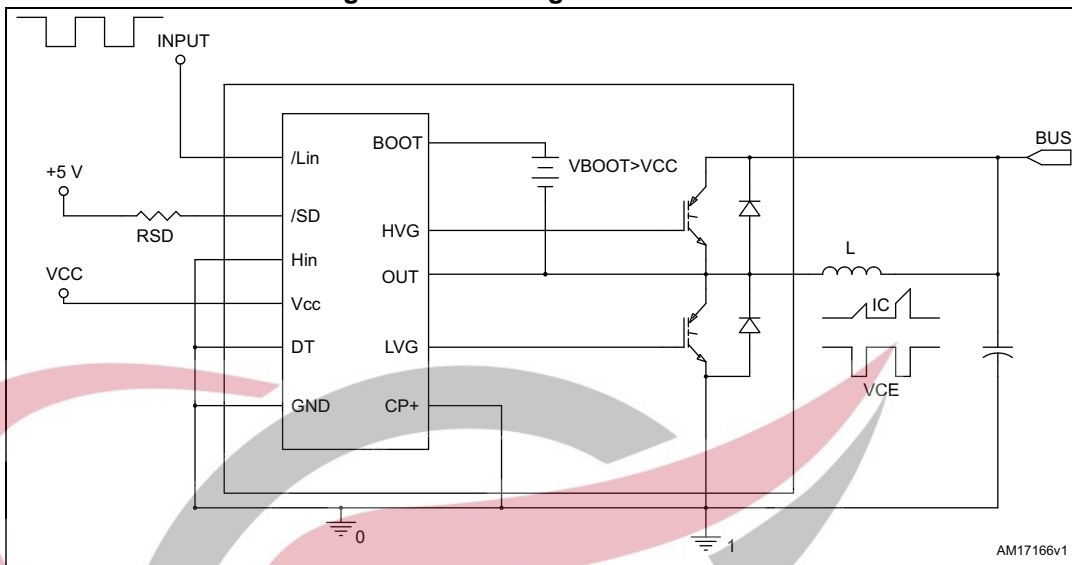 INPUT
+5 V
RSD
VCC
/Lin
/SD
Hin
Vcc
DT
GND
BOOT
HVG
OUT
LVG
CP+
VBOOT>VCC
BUS
L
IC
VCE
0
1
AM17166v1